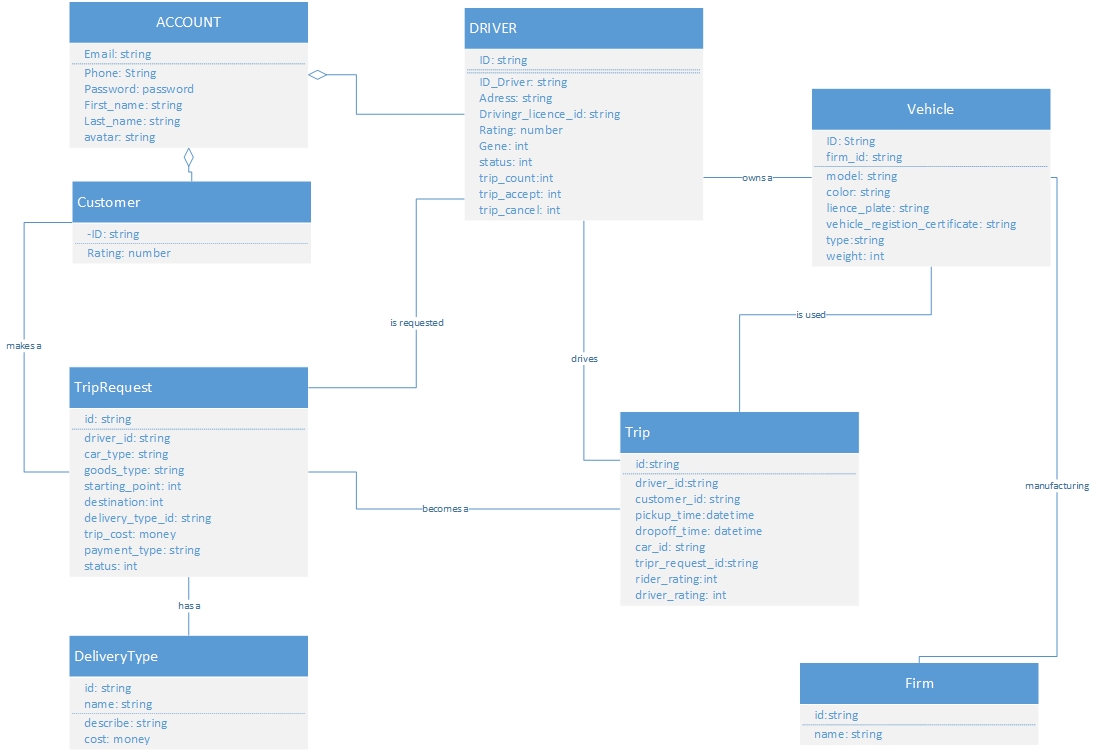 ACCOUNT
Email: string
Phone: String
Password: password
First_name: string
Last_name: string
avatar: string
DRIVER
ID: string
ID_Driver: string
Adress: string
Drivingr_licence_id: string
Rating: number
Gene: int
status: int
trip_count:int
trip_accept: int
trip_cancel: int
Vehicle
ID: String
firm_id: string
model: string
color: string
lience_plate: string
vehicle_registion_certificate: string
type:string
weight: int
owns a
Customer
-ID: string
Rating: number
is requested
makes a
is used
drives
TripRequest
id: string
driver_id: string
car_type: string
goods_type: string
starting_point: int
destination:int
delivery_type_id: string
trip_cost: money
payment_type: string
status: int
Trip
id:string
driver_id:string
customer_id: string
pickup_time:datetime
dropoff_time: datetime
car_id: string
tripr_request_id:string
rider_rating:int
driver_rating: int
becomes a
manufacturing
has a
DeliveryType
id: string
name: string
describe: string
cost: money
Firm
id:string
name: string